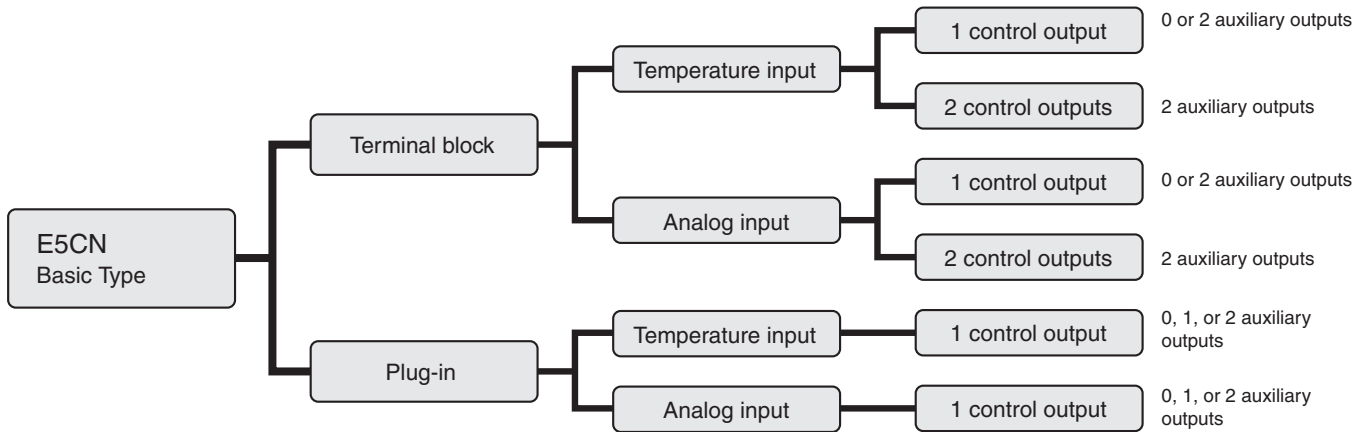 E5CN
Basic Type
Terminal block
Temperature input
1 control output
0 or 2 auxiliary outputs
2 control outputs
2 auxiliary outputs
Analog input
1 control output
0 or 2 auxiliary outputs
2 control outputs
2 auxiliary outputs
Plug-in
Temperature input
1 control output
0, 1, or 2 auxiliary
outputs
Analog input
1 control output
0, 1, or 2 auxiliary
outputs